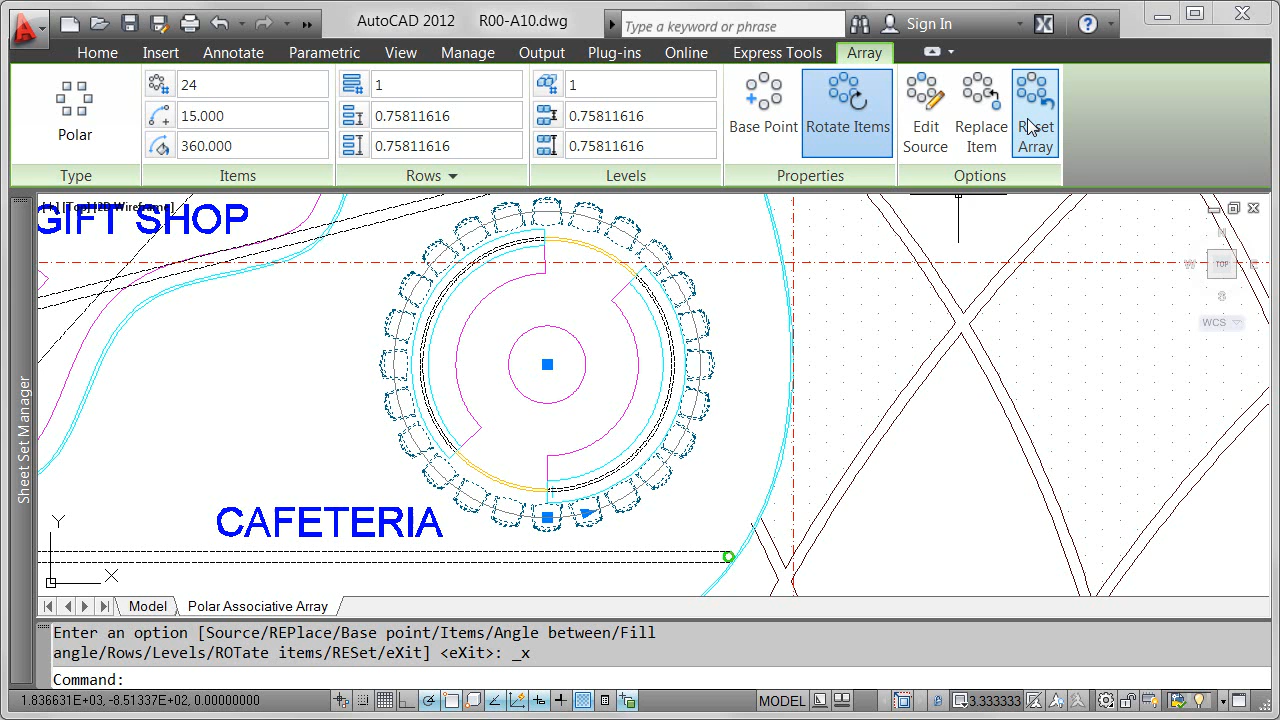 AutoCAD 2012 R00-A10.dwg
Type a keyword or phrase
Sign In
Home Insert Annotate Parametric View Manage Output Plug-ins Online Express Tools Array
Polar
24
15.000
360.000
1
0.75811616
0.75811616
1
0.75811616
0.75811616
Base Point
Rotate Items
Edit
Source
Replace
Item
Reset
Array
Type Items Rows Levels Properties Options
[Top] [2D Wireframe]
GIFT SHOP
TOP
W
S
WCS
CAFETERIA
Y
X
Sheet Set Manager
Model Polar Associative Array
Enter an option [Source/REPlace/Base point/Items/Angle between/Fill
angle/Rows/Levels/ROTate items/RESet/eXit] <eXit>: _x
Command:
1.836631E+03, -8.51337E+02, 0.00000000
MODEL
3.333333